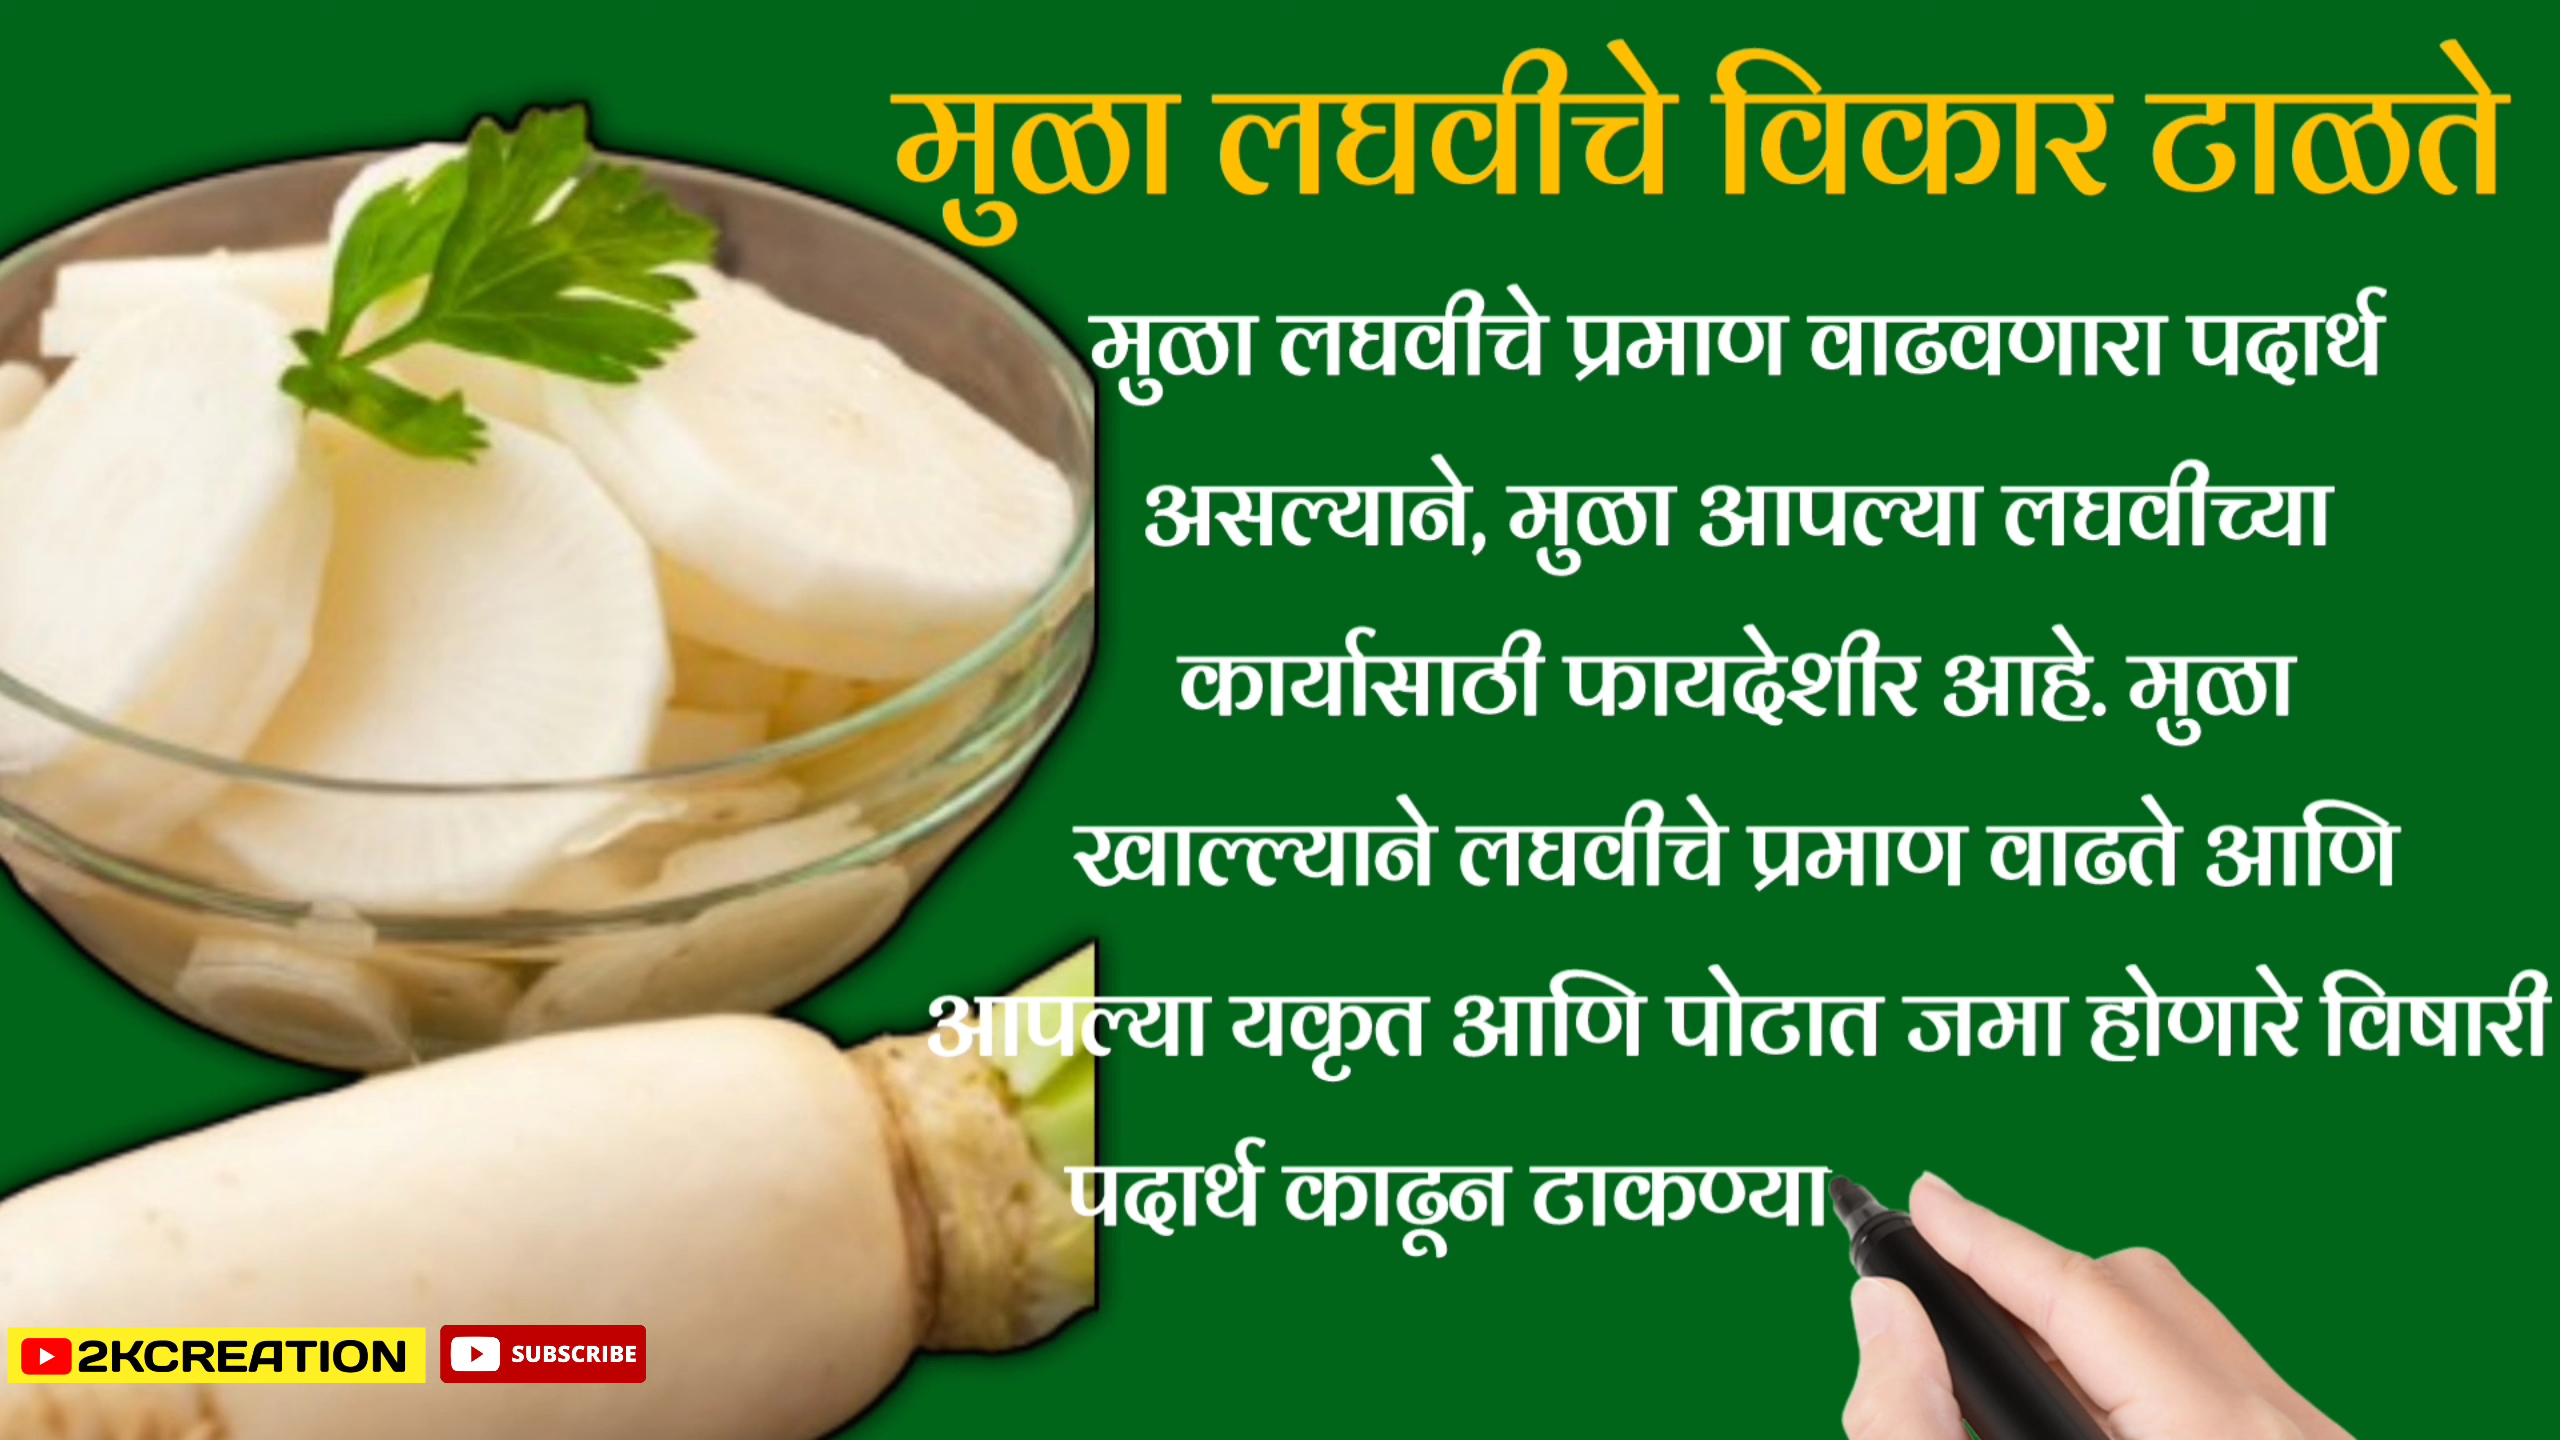 मुळा लघवीचे विकार टाळते
मुळा लघवीचे प्रमाण वाढवणारा पदार्थ
असल्याने, मुळा आपल्या लघवीच्या
कार्यासाठी फायदेशीर आहे. मुळा
खाल्ल्याने लघवीचे प्रमाण वाढते आणि
आपल्या यकृत आणि पोटात जमा होणारे विषारी
पदार्थ काढून टाकण्या
2KCREATION
SUBSCRIBE